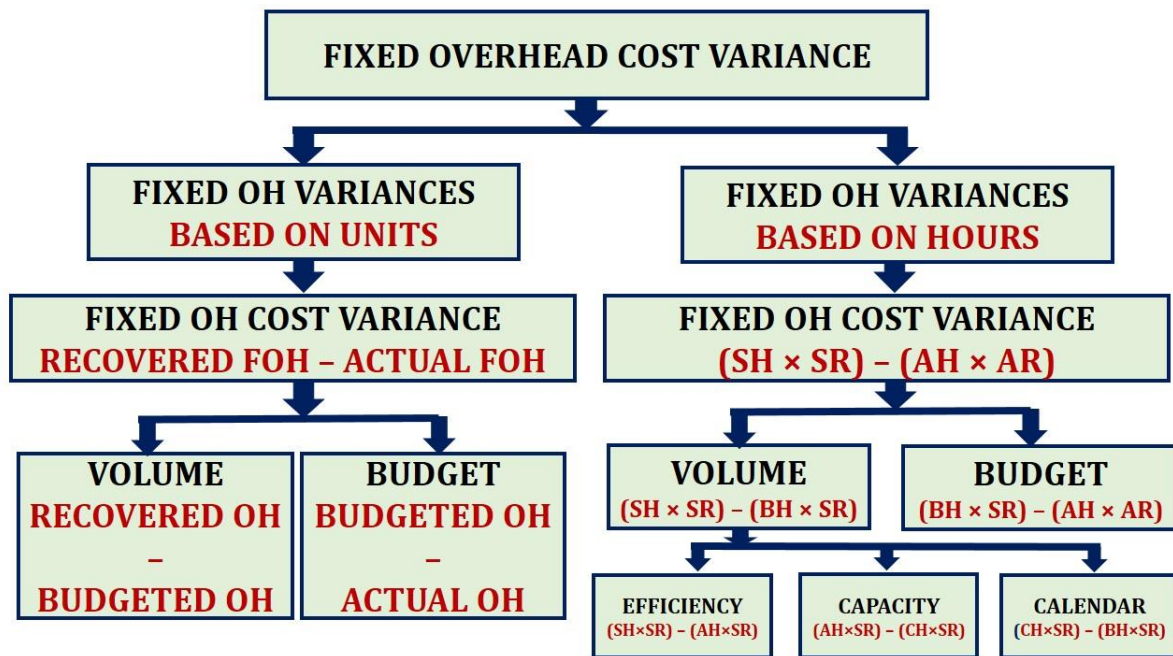 FIXED OVERHEAD COST VARIANCE
FIXED OH VARIANCES
BASED ON UNITS
FIXED OH VARIANCES
BASED ON HOURS
FIXED OH COST VARIANCE
RECOVERED FOH – ACTUAL FOH
FIXED OH COST VARIANCE
(SH × SR) – (AH × AR)
VOLUME
RECOVERED OH
–
BUDGETED OH
BUDGET
BUDGETED OH
–
ACTUAL OH
VOLUME
(SH × SR) – (BH × SR)
BUDGET
(BH × SR) – (AH × AR)
EFFICIENCY
(SH×SR) – (AH×SR)
CAPACITY
(AH×SR) – (CH×SR)
CALENDAR
(CH×SR) – (BH×SR)